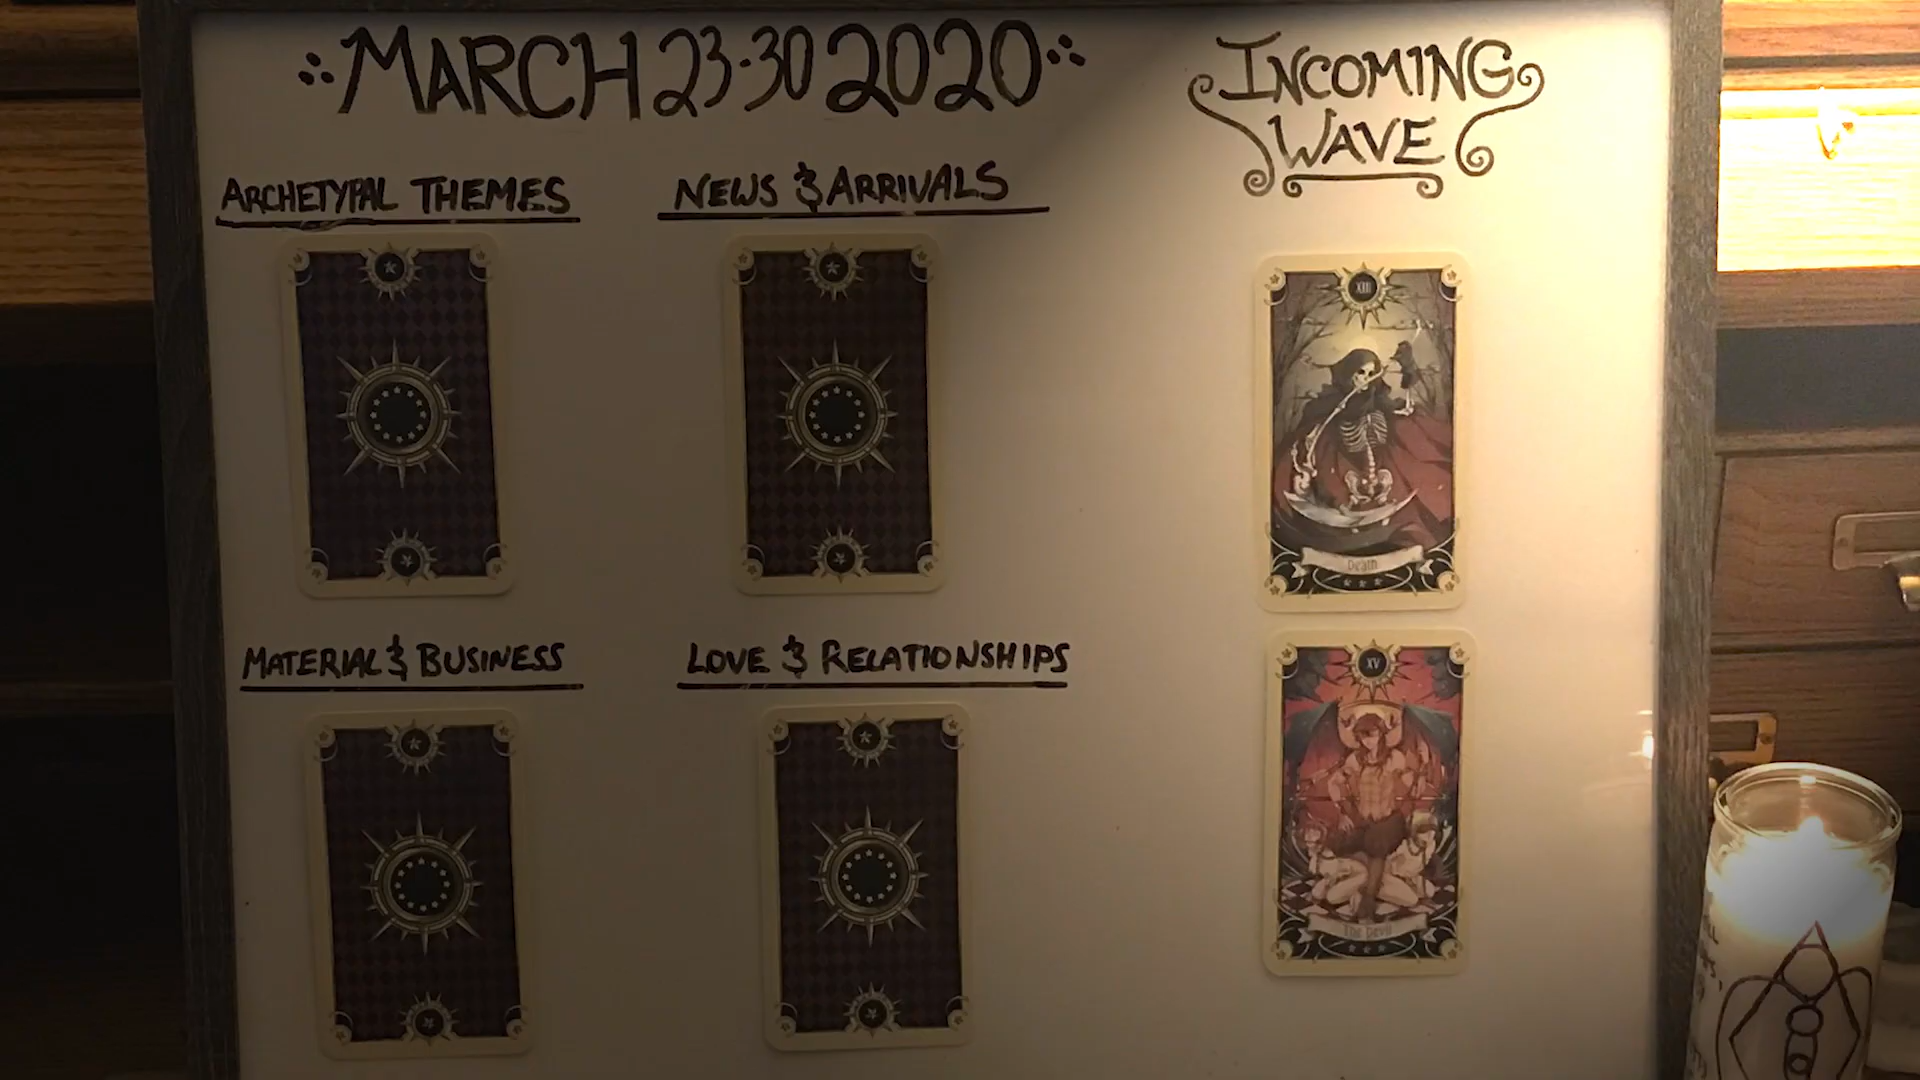 MARCH 23-30 2020
INCOMING
WAVE
ARCHETYPAL THEMES
NEWS & ARRIVALS
XIII
Death
MATERIAL & BUSINESS
LOVE & RELATIONSHIPS
XV
The Devil